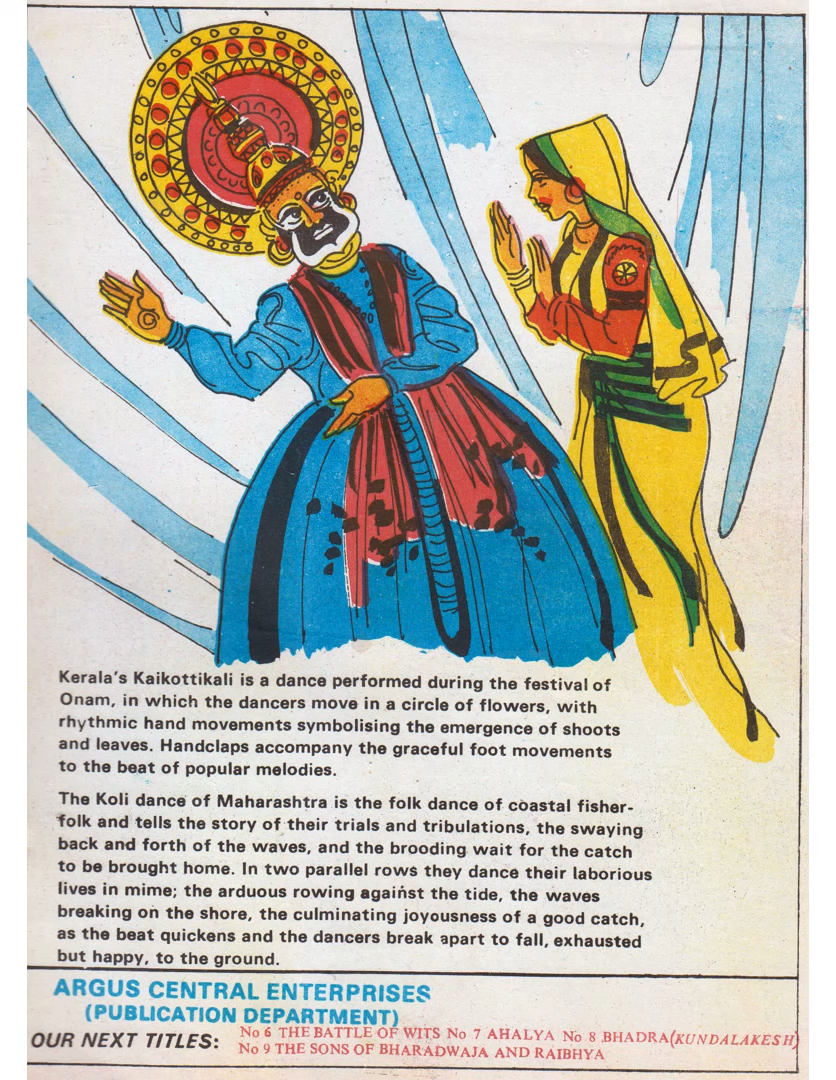 Kerala's Kaikottikali is a dance performed during the festival of
Onam, in which the dancers move in a circle of flowers, with
rhythmic hand movements symbolising the emergence of shoots
and leaves. Handclaps accompany the graceful foot movements
to the beat of popular melodies.
The Koli dance of Maharashtra is the folk dance of coastal fisher-
folk and tells the story of their trials and tribulations, the swaying
back and forth of the waves, and the brooding wait for the catch
to be brought home. In two parallel rows they dance their laborious
lives in mime; the arduous rowing against the tide, the waves
breaking on the shore, the culminating joyousness of a good catch,
as the beat quickens and the dancers break apart to fall, exhausted
but happy, to the ground.
ARGUS CENTRAL ENTERPRISES
(PUBLICATION DEPARTMENT)
OUR NEXT TITLES: No 6 THE BATTLE OF WITS No 7 AHALYA No 8 BHADRA(KUNDALAKESH)
No 9 THE SONS OF BHARADWAJA AND RAIBHYA